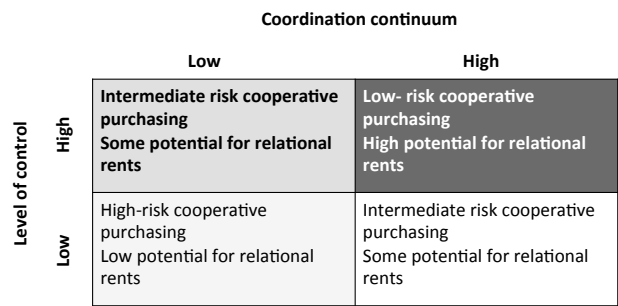 Coordination continuum
Low
High
Level of control
High
Intermediate risk cooperative
purchasing
Some potential for relational
rents
Low- risk cooperative
purchasing
High potential for relational
rents
Low
High-risk cooperative
purchasing
Low potential for relational
rents
Intermediate risk cooperative
purchasing
Some potential for relational
rents